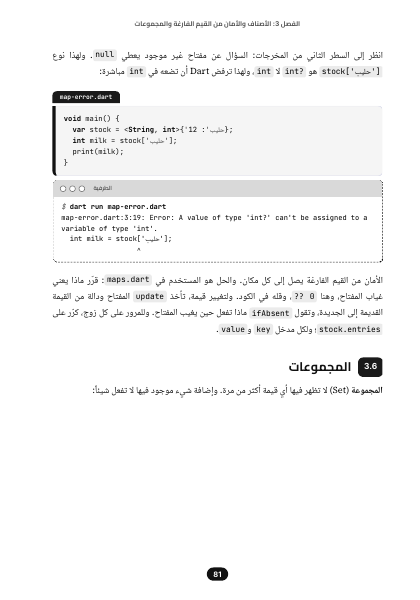 الفصل 3: الأصناف والأمان من القيم الفارغة والمجموعات
انظر إلى السطر الثاني من المخرجات: السؤال عن مفتاح غير موجود يعطي null. ولهذا نوع
stock['حليب'] هو int? لا int، ولهذا ترفض Dart أن تضعه في int مباشرة:
map-error.dart
void main() {
var stock = <String, int>{'حليب': 12};
int milk = stock['حليب'];
print(milk);
}
الطرفية
$ dart run map-error.dart
map-error.dart:3:19: Error: A value of type 'int?' can't be assigned to a
variable of type 'int'.
int milk = stock['حليب'];
^
الأمان من القيم الفارغة يصل إلى كل مكان. والحل هو المستخدم في maps.dart: قرّر ماذا يعني
غياب المفتاح، وهنا ?? 0، وقله في الكود. ولتغيير قيمة، تأخذ update المفتاح ودالة من القيمة
القديمة إلى الجديدة، وتقول ifAbsent ماذا تفعل حين يغيب المفتاح. وللمرور على كل زوج، كرّر على
stock.entries؛ ولكل مدخل key و value.
3.6 المجموعات
المجموعة (Set) لا تظهر فيها أي قيمة أكثر من مرة. وإضافة شيء موجود فيها لا تفعل شيئاً:
81